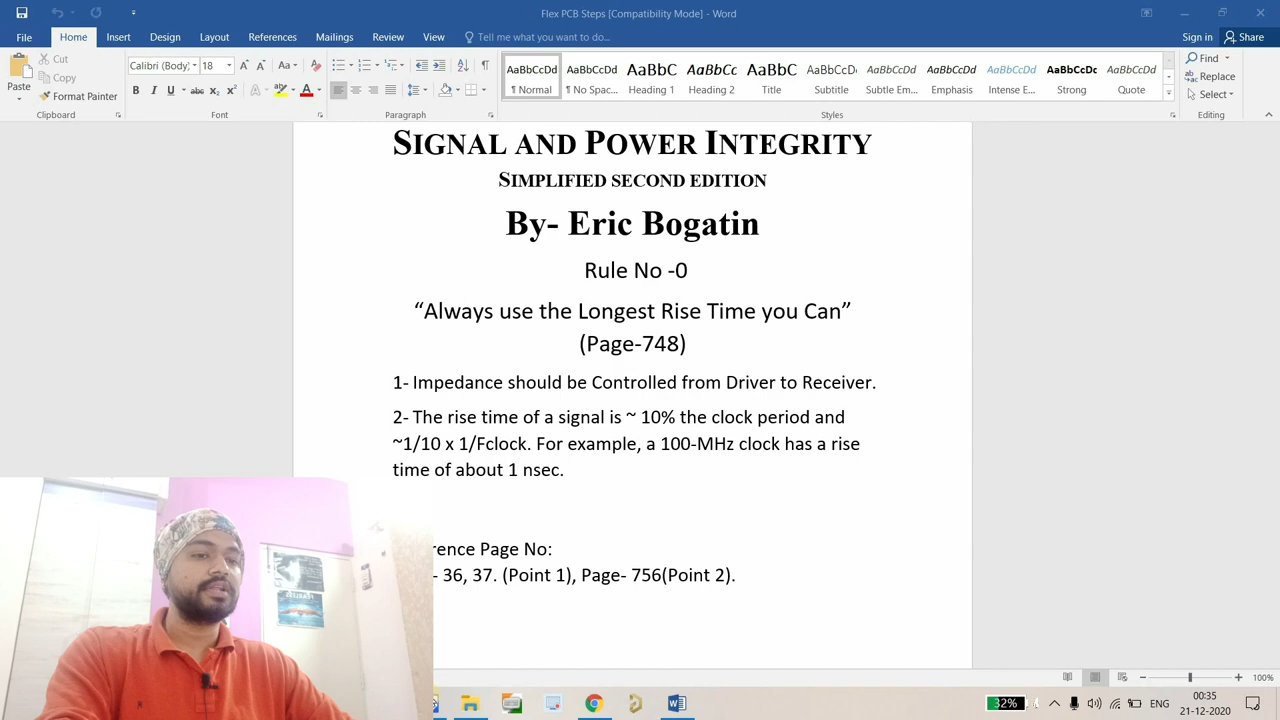 Flex PCB Steps [Compatibility Mode] - Word
File Home Insert Design Layout References Mailings Review View Tell me what you want to do... Sign in Share
Cut
Calibri (Body) 18 AaBbCcDd AaBbCcDd AaBbC AaBbCc AaBbC AaBbCcD AaBbCcDd AaBbCcDd AaBbCcDd AaBbCcDc AaBbCcDd Find
Copy
Replace
Paste Format Painter
¶ Normal ¶ No Spac... Heading 1 Heading 2 Title Subtitle Subtle Em... Emphasis Intense E... Strong Quote Select
Clipboard Font Paragraph Styles Editing
SIGNAL AND POWER INTEGRITY
SIMPLIFIED SECOND EDITION
By- Eric Bogatin
Rule No -0
“Always use the Longest Rise Time you Can”
(Page-748)
1- Impedance should be Controlled from Driver to Receiver.
2- The rise time of a signal is ~ 10% the clock period and
~1/10 x 1/Fclock. For example, a 100-MHz clock has a rise
time of about 1 nsec.
rence Page No:
- 36, 37. (Point 1), Page- 756(Point 2).
100%
32% ENG 00:35
21-12-2020